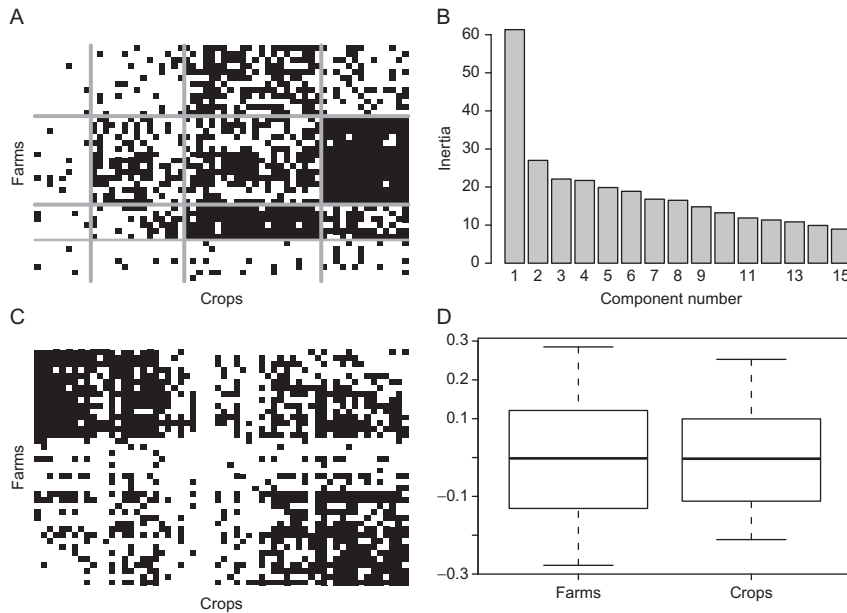 A
Farms
Crops
B
60
50
40
30
20
10
0
Inertia
1 2 3 4 5 6 7 8 9 11 13 15
Component number
C
Farms
Crops
D
0.3
0.2
0.1
−0.1
−0.3
Farms Crops